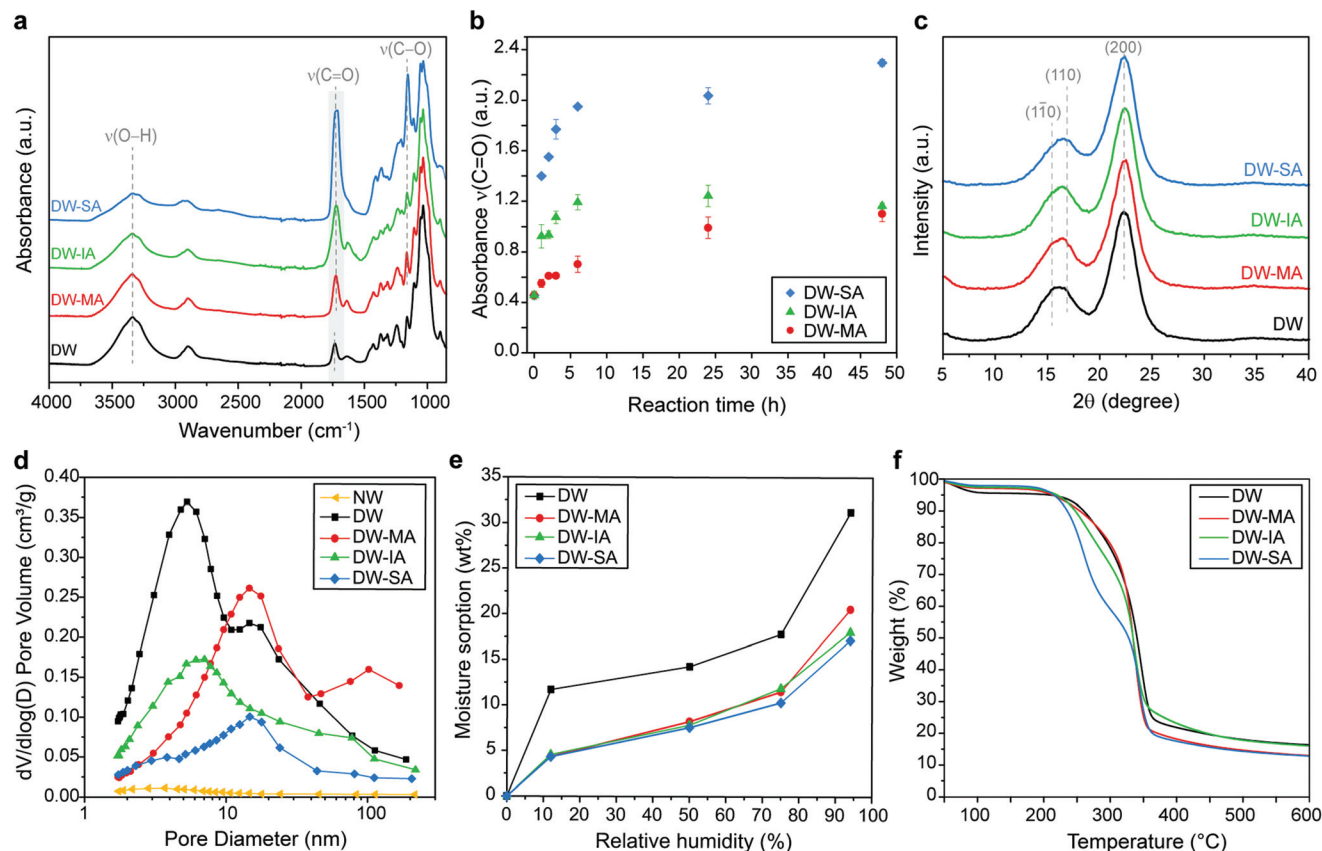 a
ν(C–O)
ν(C=O)
ν(O–H)
DW-SA
DW-IA
DW-MA
DW
Absorbance (a.u.)
4000 3500 3000 2500 2000 1500 1000
Wavenumber (cm⁻¹)
b
2.4
2.0
1.6
1.2
0.8
0.4
0.0
Absorbance ν(C=O) (a.u.)
DW-SA
DW-IA
DW-MA
0 5 10 15 20 25 30 35 40 45 50
Reaction time (h)
c
(200)
(110)
(11̅0)
DW-SA
DW-IA
DW-MA
DW
Intensity (a.u.)
5 10 15 20 25 30 35 40
2θ (degree)
d
0.40
0.35
0.30
0.25
0.20
0.15
0.10
0.05
0.00
dV/dlog(D) Pore Volume (cm³/g)
NW
DW
DW-MA
DW-IA
DW-SA
1 10 100
Pore Diameter (nm)
e
35
30
25
20
15
10
5
0
Moisture sorption (wt%)
DW
DW-MA
DW-IA
DW-SA
0 10 20 30 40 50 60 70 80 90 100
Relative humidity (%)
f
100
90
80
70
60
50
40
30
20
10
0
Weight (%)
DW
DW-MA
DW-IA
DW-SA
100 200 300 400 500 600
Temperature (°C)